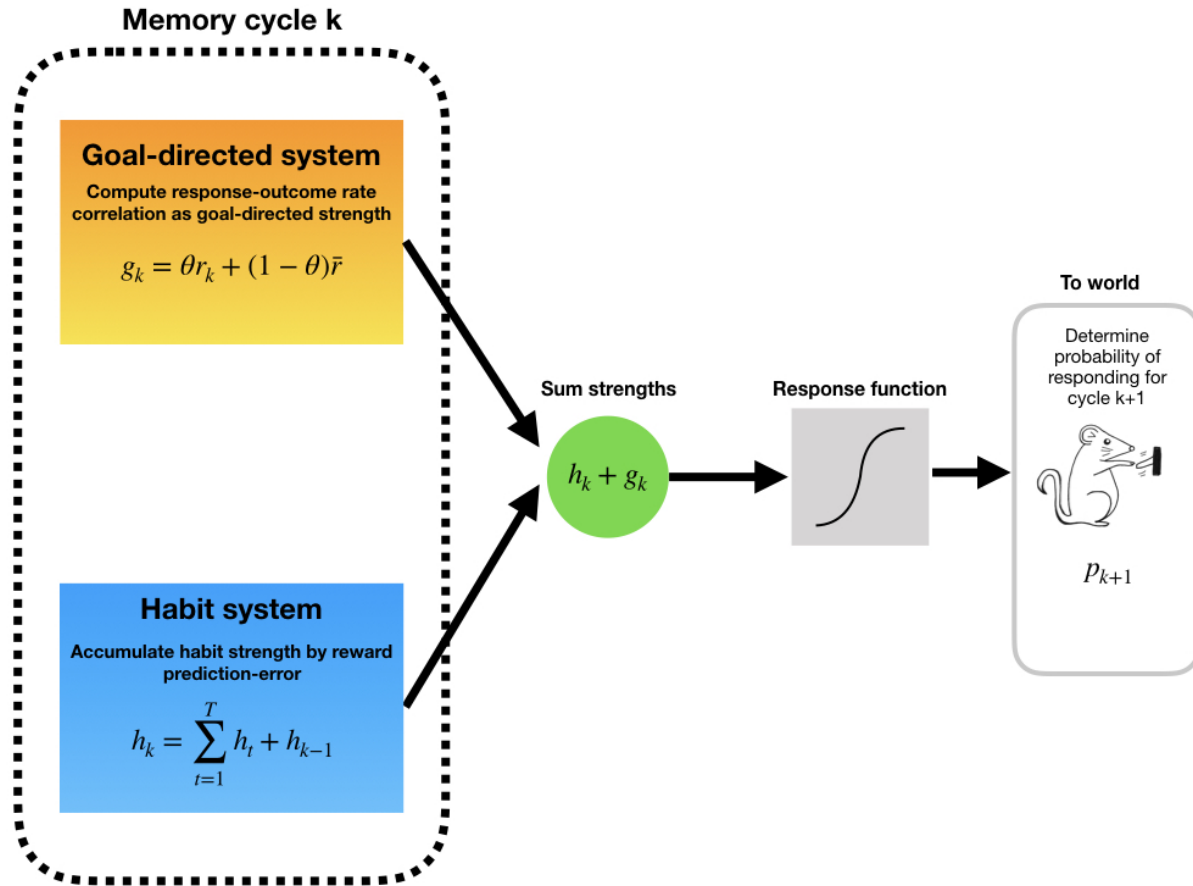 Memory cycle k
Goal-directed system
Compute response-outcome rate
correlation as goal-directed strength
g_k = θr_k + (1 − θ)r̄
Habit system
Accumulate habit strength by reward
prediction-error
h_k = ∑_{t=1}^{T} h_t + h_{k−1}
Sum strengths
h_k + g_k
Response function
To world
Determine
probability of
responding for
cycle k+1
p_{k+1}